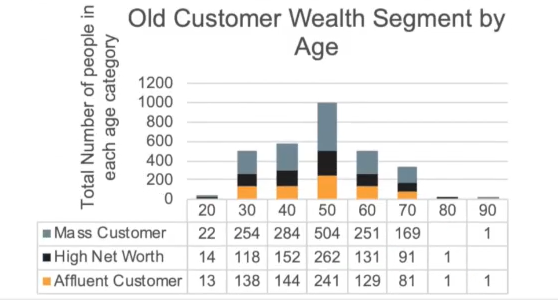 Old Customer Wealth Segment by
Age
Total Number of people in
each age category
1200
1000
800
600
400
200
0
20 30 40 50 60 70 80 90
Mass Customer 22 254 284 504 251 169 1
High Net Worth 14 118 152 262 131 91 1
Affluent Customer 13 138 144 241 129 81 1 1